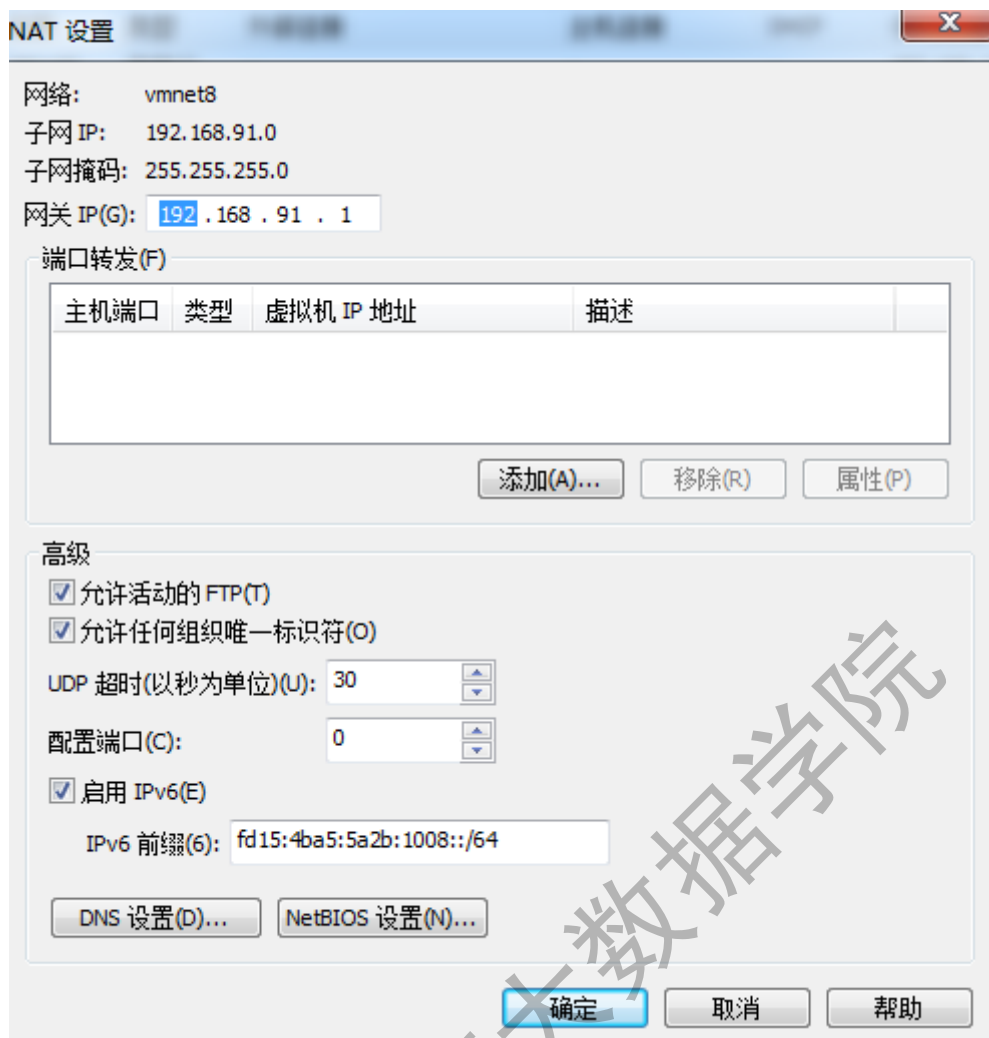 NAT 设置
网络: vmnet8
子网 IP: 192.168.91.0
子网掩码: 255.255.255.0
网关 IP(G): 192 . 168 . 91 . 1
端口转发(F)
主机端口 类型 虚拟机 IP 地址 描述
添加(A)... 移除(R) 属性(P)
高级
允许活动的 FTP(T)
允许任何组织唯一标识符(O)
UDP 超时(以秒为单位)(U): 30
配置端口(C): 0
启用 IPv6(E)
IPv6 前缀(6): fd15:4ba5:5a2b:1008::/64
DNS 设置(D)... NetBIOS 设置(N)...
确定 取消 帮助
大数据学院